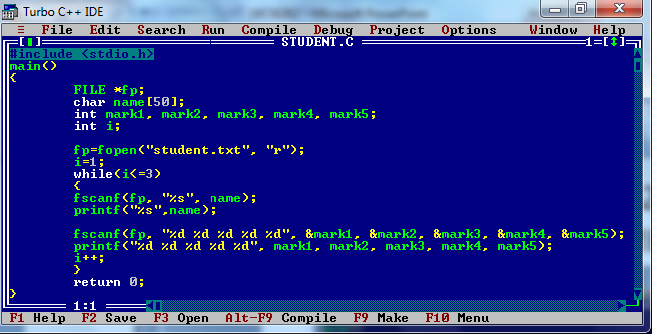 Turbo C++ IDE
≡ File Edit Search Run Compile Debug Project Options Window Help
[▮] STUDENT.C 1=[↕]
#include <stdio.h>
main()
{
FILE *fp;
char name[50];
int mark1, mark2, mark3, mark4, mark5;
int i;
fp=fopen("student.txt", "r");
i=1;
while(i<=3)
{
fscanf(fp, "%s", name);
printf("%s",name);
fscanf(fp, "%d %d %d %d %d", &mark1, &mark2, &mark3, &mark4, &mark5);
printf("%d %d %d %d %d", mark1, mark2, mark3, mark4, mark5);
i++;
}
return 0;
}
1:1
F1 Help F2 Save F3 Open Alt-F9 Compile F9 Make F10 Menu